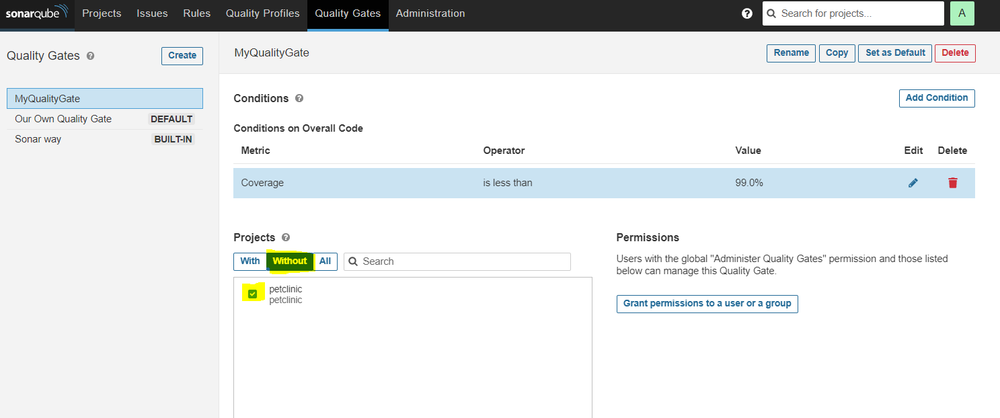 sonarqube Projects Issues Rules Quality Profiles Quality Gates Administration ? Search for projects... A
Quality Gates ? Create
MyQualityGate
Our Own Quality Gate DEFAULT
Sonar way BUILT-IN
MyQualityGate Rename Copy Set as Default Delete
Conditions ? Add Condition
Conditions on Overall Code
Metric Operator Value Edit Delete
Coverage is less than 99.0%
Projects ?
With Without All Search
petclinic
petclinic
Permissions
Users with the global "Administer Quality Gates" permission and those listed
below can manage this Quality Gate.
Grant permissions to a user or a group